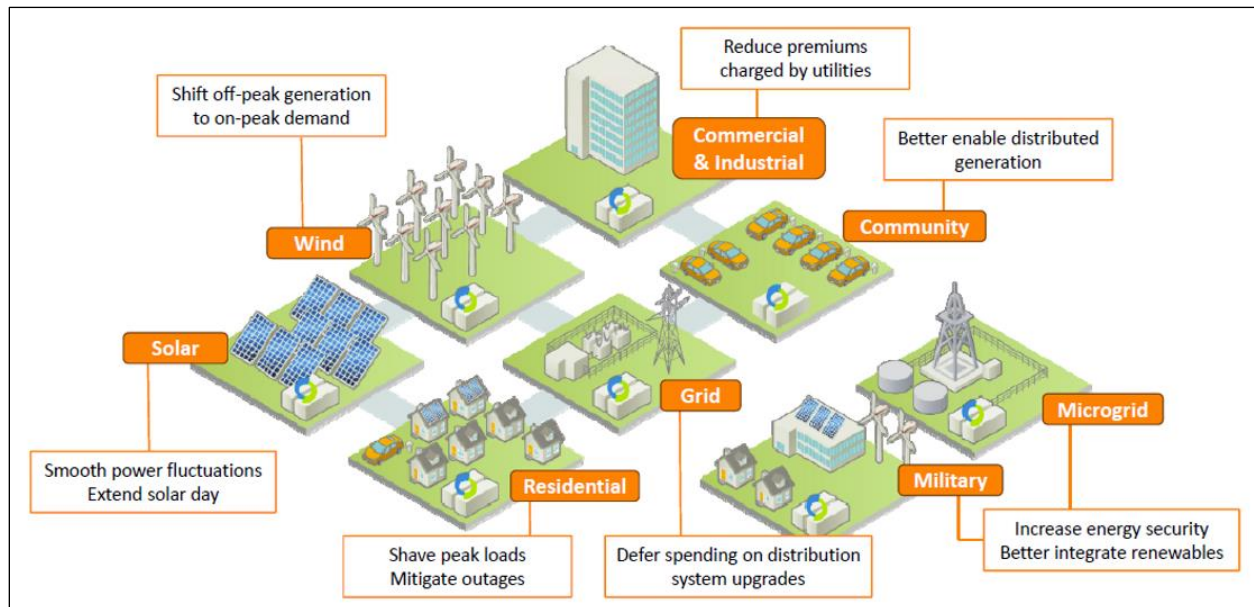 Reduce premiums
charged by utilities
Shift off-peak generation
to on-peak demand
Commercial
& Industrial
Better enable distributed
generation
Wind
Community
Solar
Grid
Microgrid
Smooth power fluctuations
Extend solar day
Residential
Military
Shave peak loads
Mitigate outages
Defer spending on distribution
system upgrades
Increase energy security
Better integrate renewables